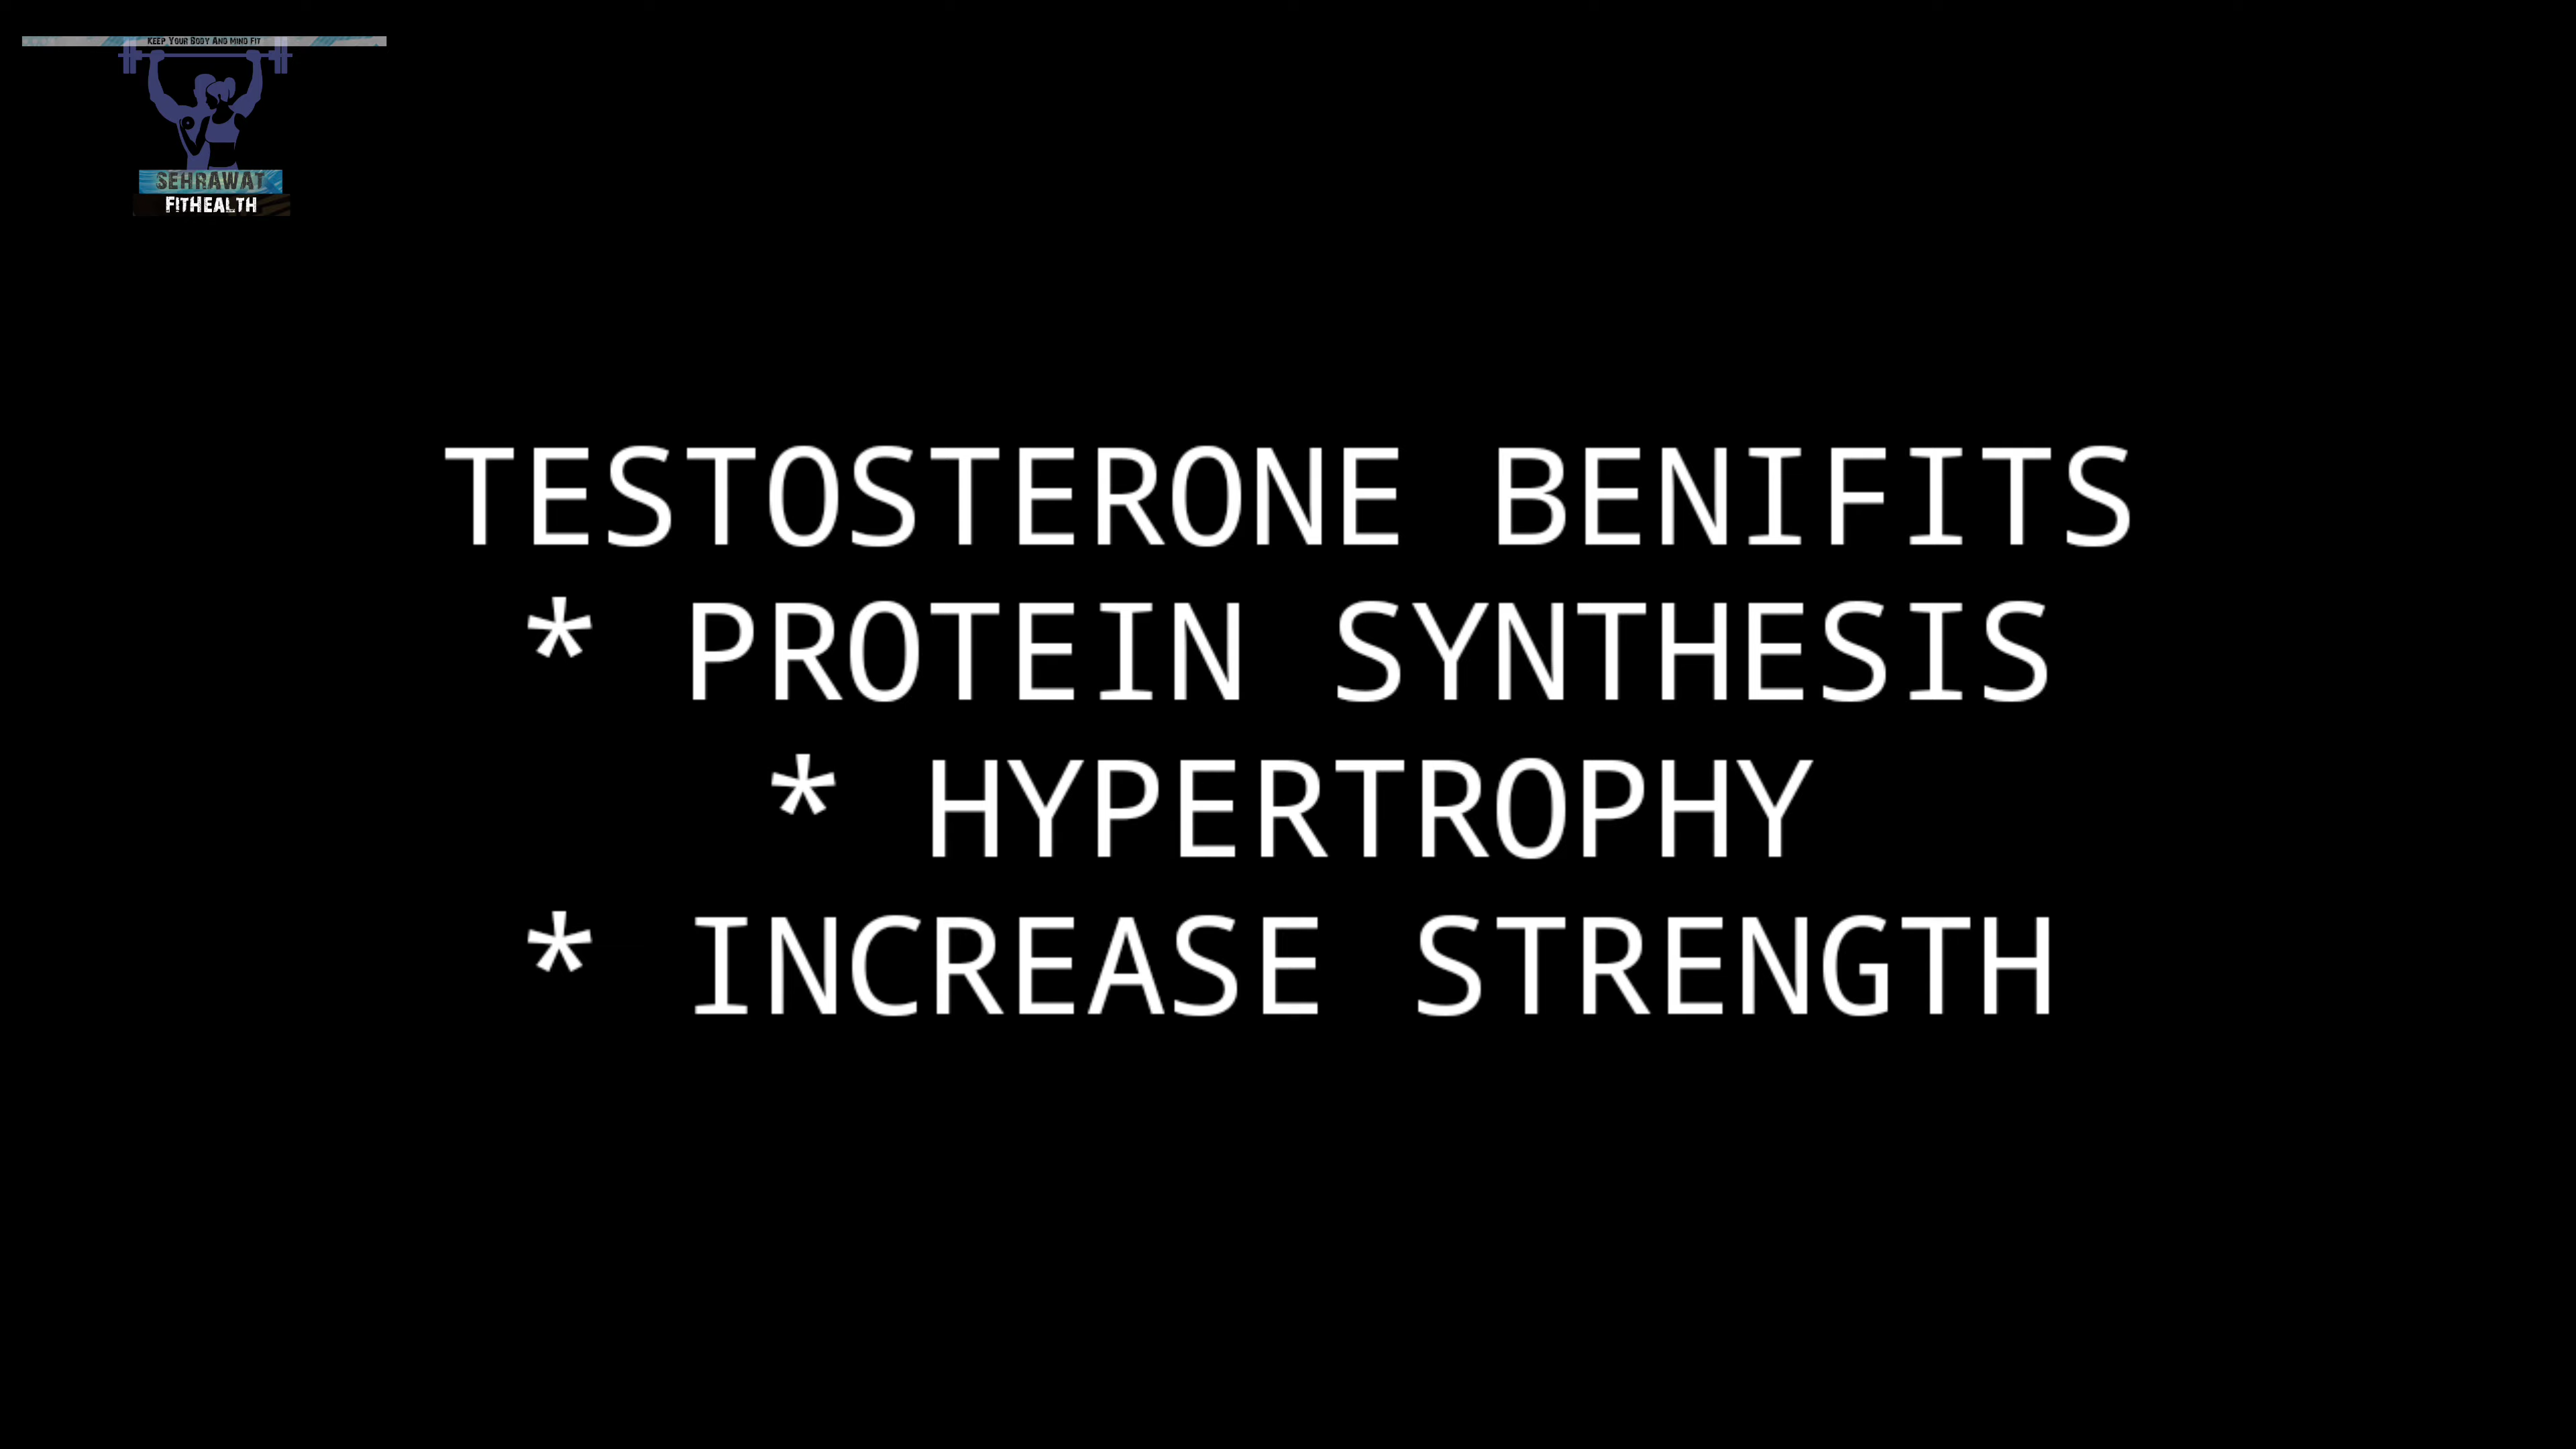 KEEP YOUR BODY AND MIND FIT
SEHRAWAT
FITHEALTH
TESTOSTERONE BENIFITS
* PROTEIN SYNTHESIS
* HYPERTROPHY
* INCREASE STRENGTH